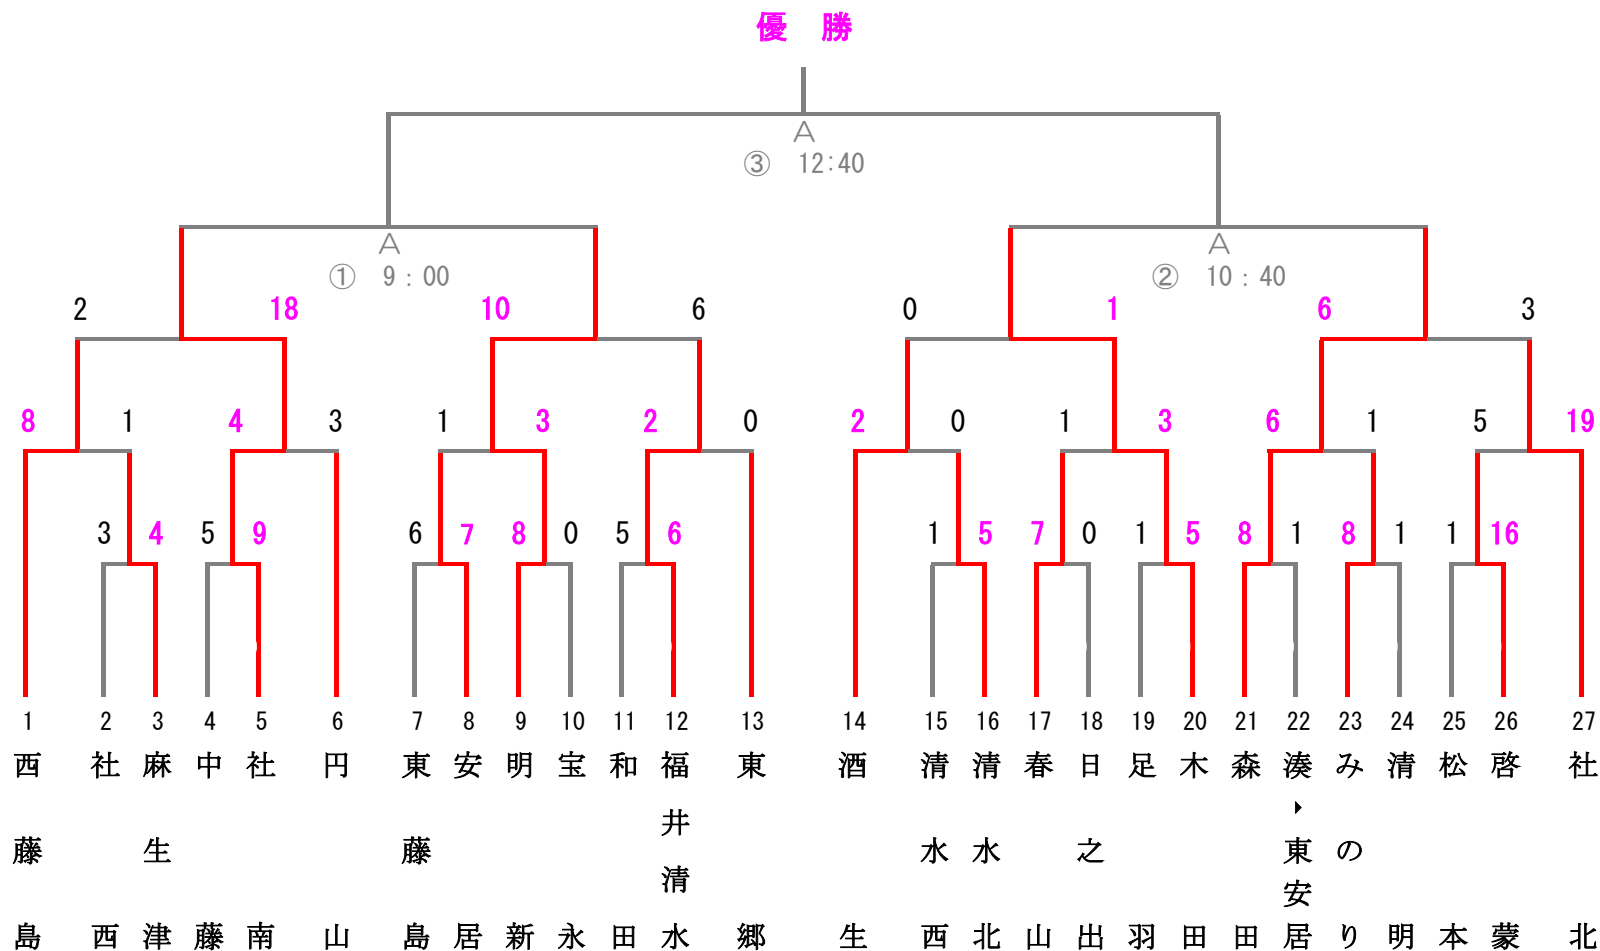 優 勝
A
③ 12:40
A A
① 9：00 ② 10：40
2 18 10 6 0 1 6 3
8 1 4 3 1 3 2 0 2 0 1 3 6 1 5 19
3 4 5 9 6 7 8 0 5 6 1 5 7 0 1 5 8 1 8 1 1 16
1 2 3 4 5 6 7 8 9 10 11 12 13 14 15 16 17 18 19 20 21 22 23 24 25 26 27
西藤島
社西
麻生津
中藤
社南
円山
東藤島
安居
明新
宝永
和田
福井清水
東郷
酒生
清水西
清水北
春山
日之出
足羽
木田
森田
湊・東安居
みのり
清明
松本
啓蒙
社北